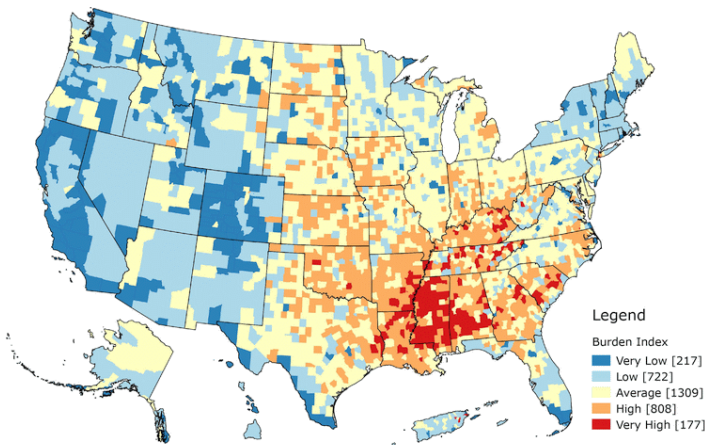 Legend
Burden Index
Very Low [217]
Low [722]
Average [1309]
High [808]
Very High [177]